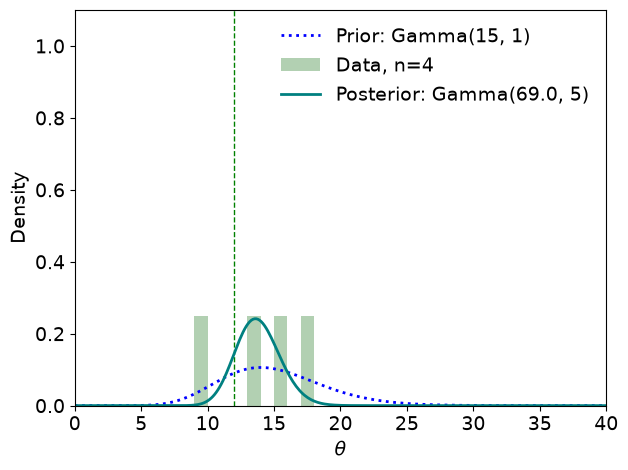 Prior: Gamma(15, 1)
Data, n=4
Posterior: Gamma(69.0, 5)
Density
1.0
0.8
0.6
0.4
0.2
0.0
0 5 10 15 20 25 30 35 40
θ